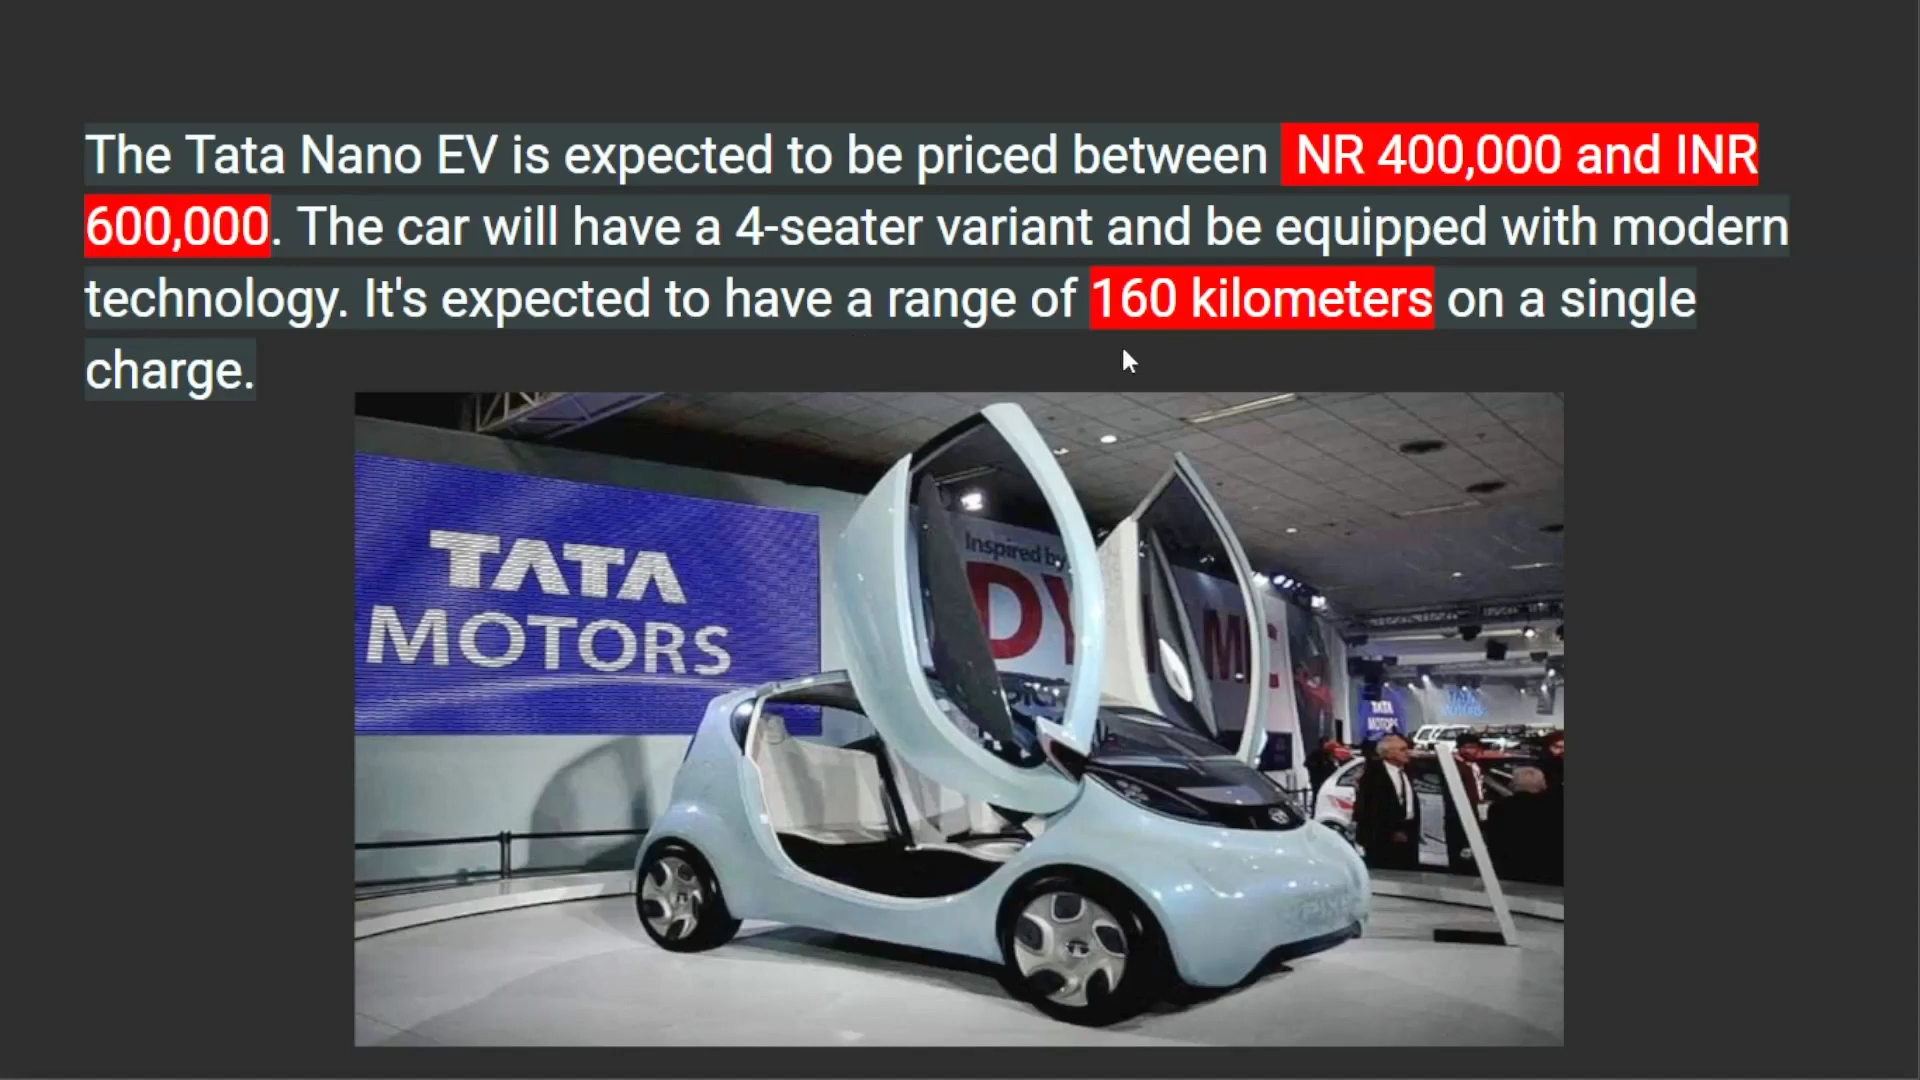 The Tata Nano EV is expected to be priced between NR 400,000 and INR
600,000. The car will have a 4-seater variant and be equipped with modern
technology. It's expected to have a range of 160 kilometers on a single
charge.
TATA
MOTORS
Inspired by
TATA
MOTORS